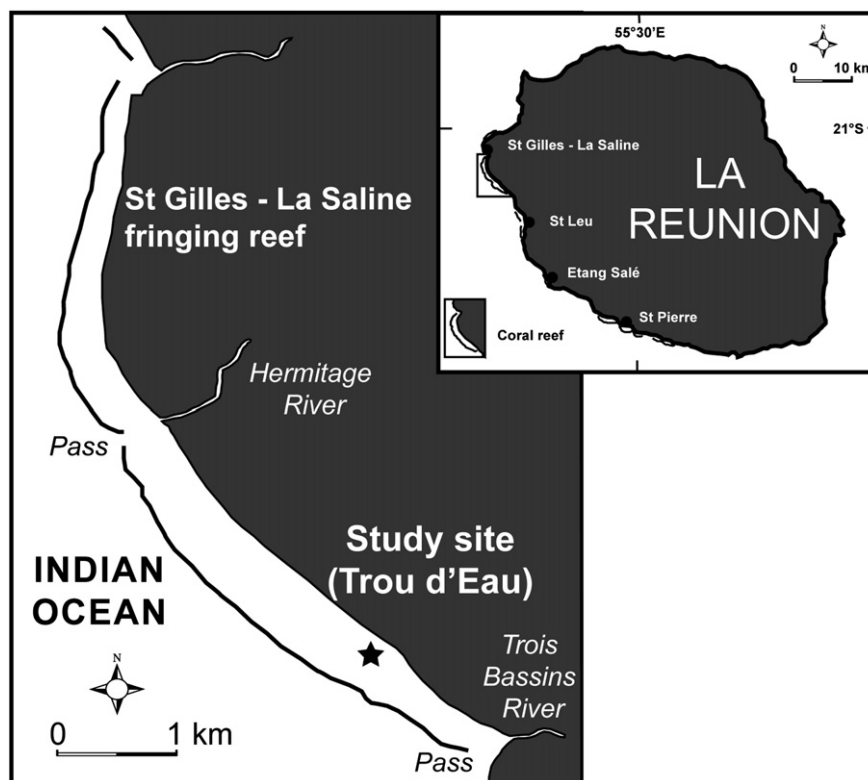 St Gilles - La Saline
fringing reef
Hermitage
River
Pass
Study site
(Trou d'Eau)
INDIAN
OCEAN
Trois
Bassins
River
N
0 1 km
Pass
55°30'E
N
0 10 km
21°S
St Gilles - La Saline
LA
REUNION
St Leu
Etang Salé
St Pierre
Coral reef